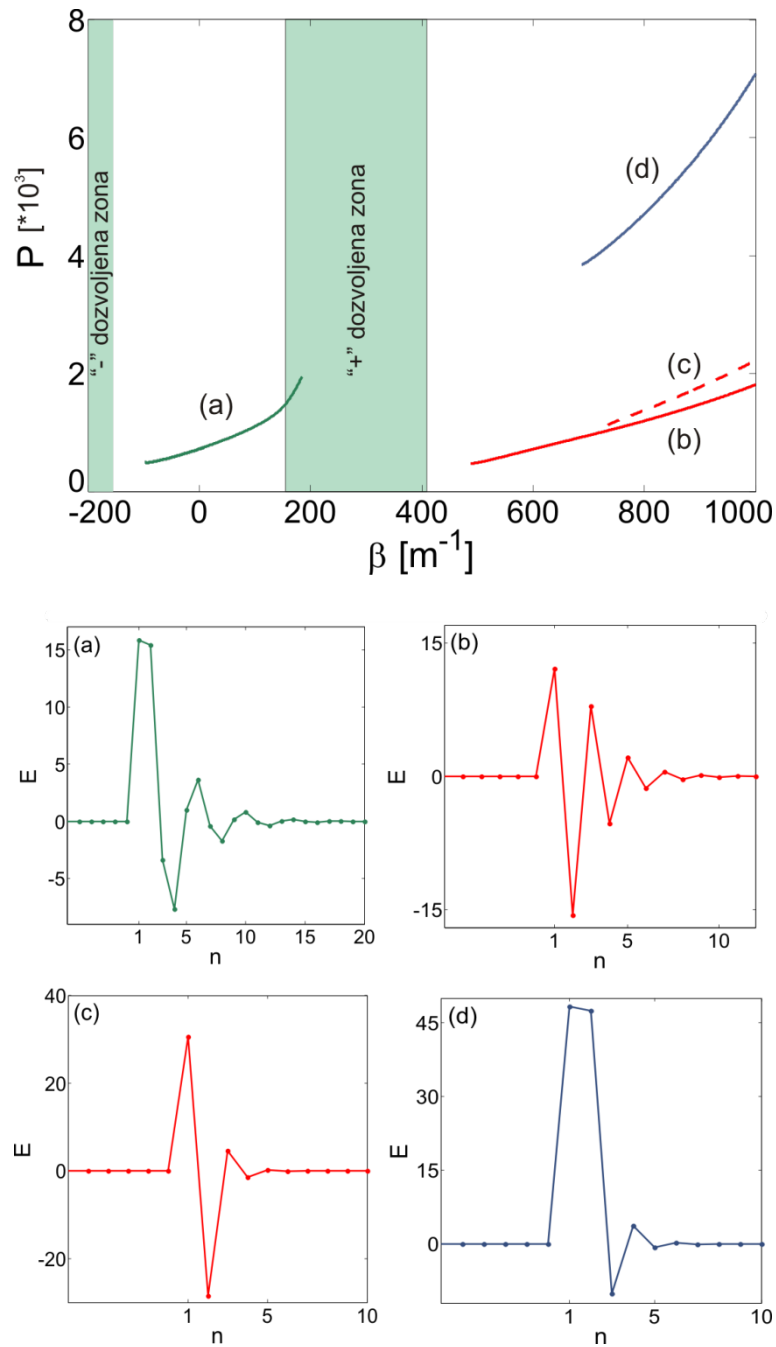 8
6
4
2
0
P [*10³]
"-" dozvoljena zona
"+" dozvoljena zona
(a)
(b)
(c)
(d)
-200 0 200 400 600 800 1000
β [m⁻¹]
(a)
15
10
5
0
-5
E
1 5 10 15 20
n
(b)
15
0
-15
E
1 5 10
n
(c)
40
20
0
-20
E
1 5 10
n
(d)
45
30
15
0
E
1 5 10
n